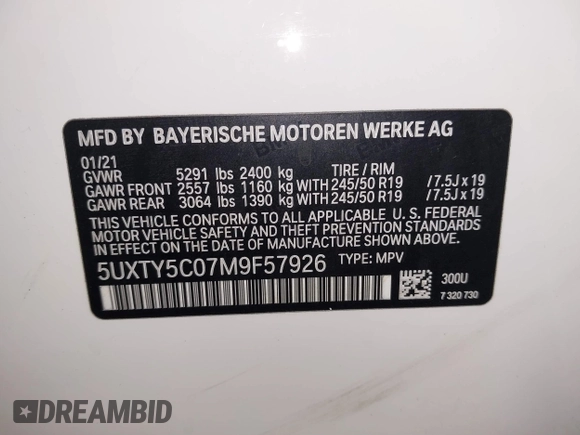 MFD BY BAYERISCHE MOTOREN WERKE AG
01/21
GVWR 5291 lbs 2400 kg TIRE / RIM
GAWR FRONT 2557 lbs 1160 kg WITH 245/50 R19 / 7.5J x 19
GAWR REAR 3064 lbs 1390 kg WITH 245/50 R19 / 7.5J x 19
THIS VEHICLE CONFORMS TO ALL APPLICABLE U. S. FEDERAL
MOTOR VEHICLE SAFETY AND THEFT PREVENTION STANDARDS
IN EFFECT ON THE DATE OF MANUFACTURE SHOWN ABOVE.
5UXTY5C07M9F57926 TYPE: MPV
300U
7 320 730
DREAMBID